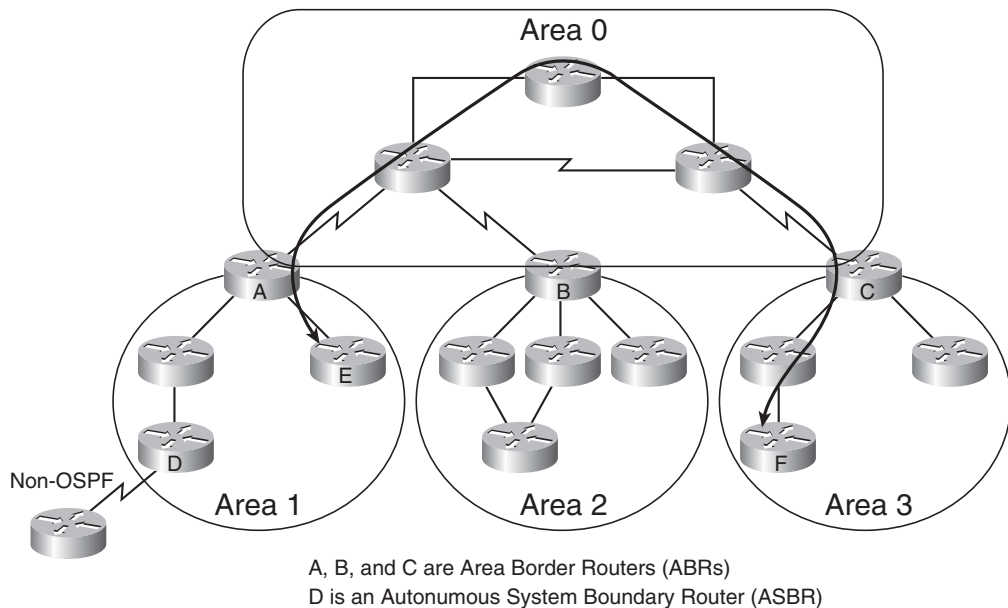 Area 0
A
B
C
E
D
F
Non-OSPF
Area 1
Area 2
Area 3
A, B, and C are Area Border Routers (ABRs)
D is an Autonumous System Boundary Router (ASBR)